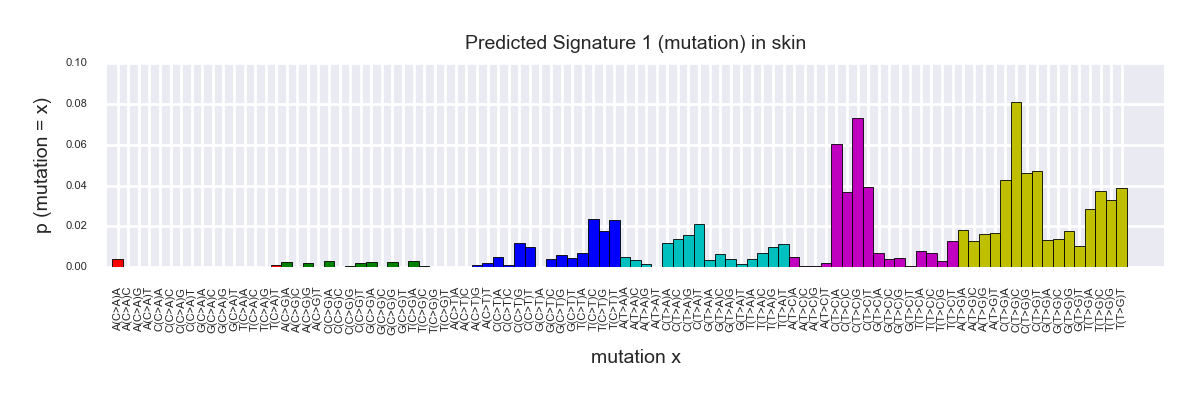 Predicted Signature 1 (mutation) in skin
p (mutation = x)
0.10
0.08
0.06
0.04
0.02
0.00
A(C>A)A
A(C>A)C
A(C>A)G
A(C>A)T
C(C>A)A
C(C>A)C
C(C>A)G
C(C>A)T
G(C>A)A
G(C>A)C
G(C>A)G
G(C>A)T
T(C>A)A
T(C>A)C
T(C>A)G
T(C>A)T
A(C>G)A
A(C>G)C
A(C>G)G
A(C>G)T
C(C>G)A
C(C>G)C
C(C>G)G
C(C>G)T
G(C>G)A
G(C>G)C
G(C>G)G
G(C>G)T
T(C>G)A
T(C>G)C
T(C>G)G
T(C>G)T
A(C>T)A
A(C>T)C
A(C>T)G
A(C>T)T
C(C>T)A
C(C>T)C
C(C>T)G
C(C>T)T
G(C>T)A
G(C>T)C
G(C>T)G
G(C>T)T
T(C>T)A
T(C>T)C
T(C>T)G
T(C>T)T
A(T>A)A
A(T>A)C
A(T>A)G
A(T>A)T
C(T>A)A
C(T>A)C
C(T>A)G
C(T>A)T
G(T>A)A
G(T>A)C
G(T>A)G
G(T>A)T
T(T>A)A
T(T>A)C
T(T>A)G
T(T>A)T
A(T>C)A
A(T>C)C
A(T>C)G
A(T>C)T
C(T>C)A
C(T>C)C
C(T>C)G
C(T>C)T
G(T>C)A
G(T>C)C
G(T>C)G
G(T>C)T
T(T>C)A
T(T>C)C
T(T>C)G
T(T>C)T
A(T>G)A
A(T>G)C
A(T>G)G
A(T>G)T
C(T>G)A
C(T>G)C
C(T>G)G
C(T>G)T
G(T>G)A
G(T>G)C
G(T>G)G
G(T>G)T
T(T>G)A
T(T>G)C
T(T>G)G
T(T>G)T
mutation x